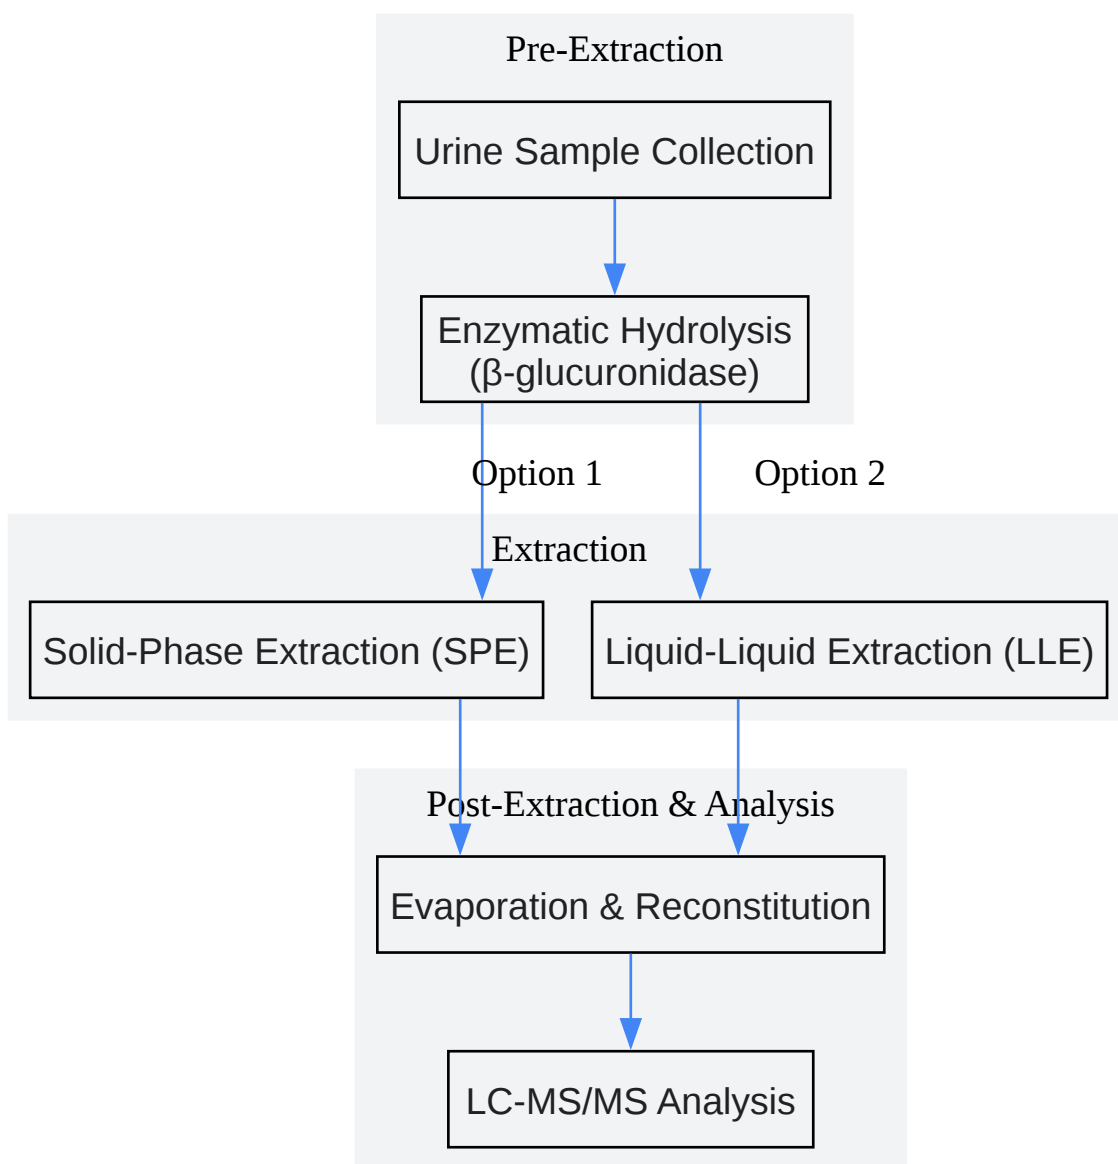 Pre-Extraction
Urine Sample Collection
Enzymatic Hydrolysis
(β-glucuronidase)
Option 1
Option 2
Extraction
Solid-Phase Extraction (SPE)
Liquid-Liquid Extraction (LLE)
Post-Extraction & Analysis
Evaporation & Reconstitution
LC-MS/MS Analysis